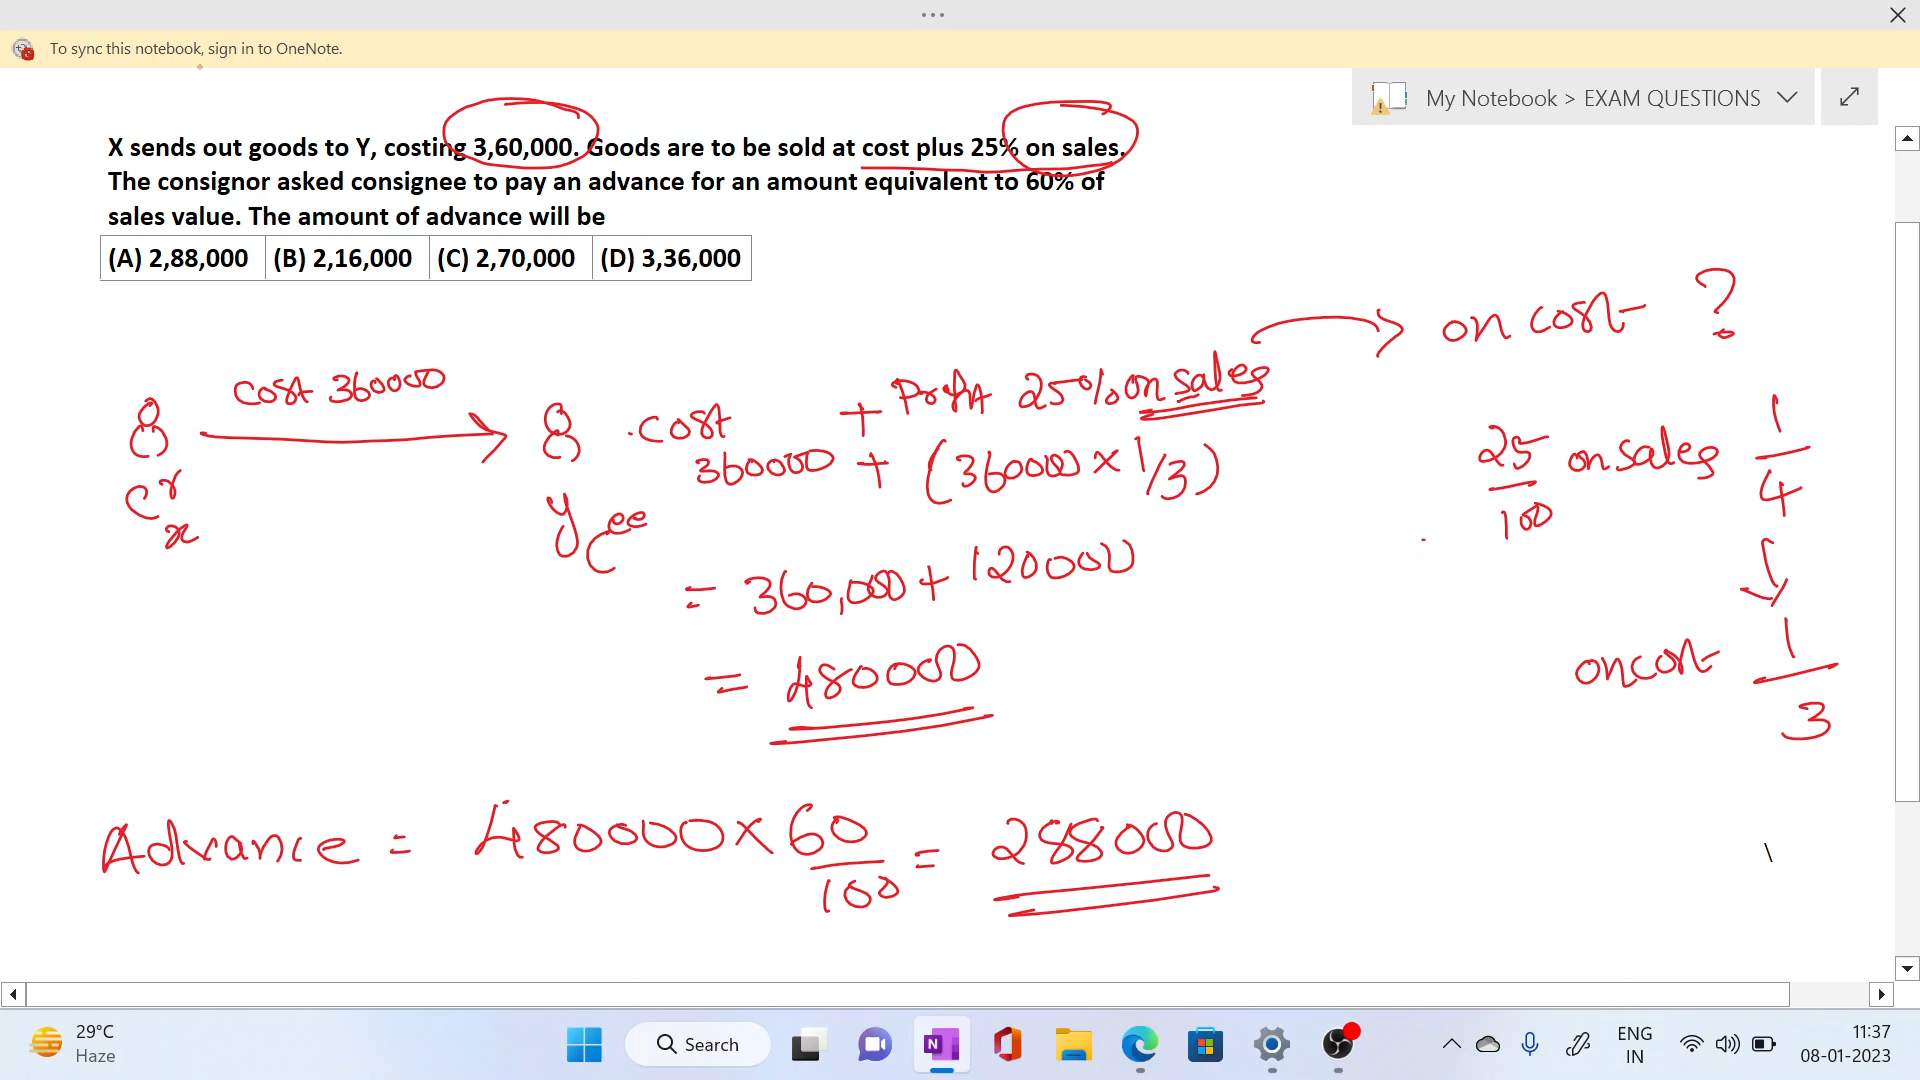 To sync this notebook, sign in to OneNote.
My Notebook > EXAM QUESTIONS
X sends out goods to Y, costing 3,60,000. Goods are to be sold at cost plus 25% on sales.
The consignor asked consignee to pay an advance for an amount equivalent to 60% of
sales value. The amount of advance will be
(A) 2,88,000 (B) 2,16,000 (C) 2,70,000 (D) 3,36,000
on cost ?
cost 360000
cost + Profit 25% on sales
360000 + (360000 × 1/3)
25/100 on sales 1/4
Cr
x
Y Cee
= 360,000 + 120000
= 480000
on cost 1/3
Advance = 480000 × 60/100 = 288000
29°C
Haze
Search
ENG
IN
11:37
08-01-2023